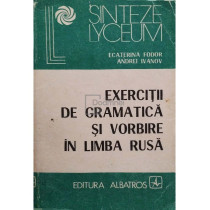 SINTEZE
LYCEUM
ECATERINA FODOR
ANDREI IVANOV
EXERCIȚII
DE GRAMATICĂ
ȘI VORBIRE
ÎN LIMBA RUSĂ
EDITURA ALBATROS